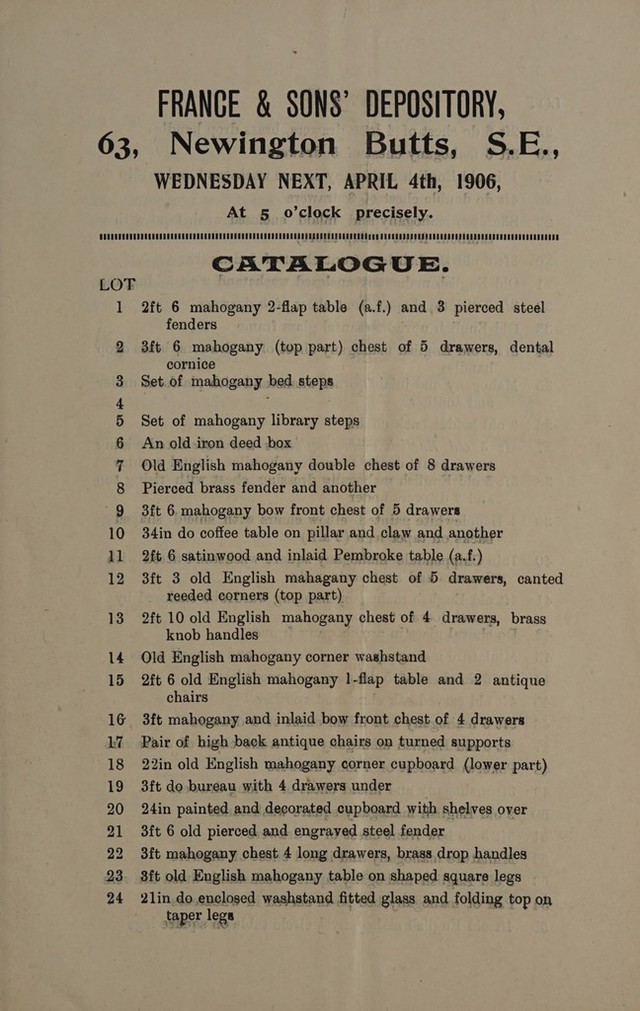 FRANCE & SONS' DEPOSITORY,
63, Newington Butts, S.E.,
WEDNESDAY NEXT, APRIL 4th, 1906,
At 5 o'clock precisely.
CATALOGUE.
LOT
1 2ft 6 mahogany 2-flap table (a.f.) and 3 pierced steel
fenders
2 3ft 6 mahogany (top part) chest of 5 drawers, dental
cornice
3 Set of mahogany bed steps
4
5 Set of mahogany library steps
6 An old iron deed box
7 Old English mahogany double chest of 8 drawers
8 Pierced brass fender and another
9 3ft 6 mahogany bow front chest of 5 drawers
10 34in do coffee table on pillar and claw and another
11 2ft 6 satinwood and inlaid Pembroke table (a.f.)
12 3ft 3 old English mahagany chest of 5 drawers, canted
reeded corners (top part)
13 2ft 10 old English mahogany chest of 4 drawers, brass
knob handles
14 Old English mahogany corner washstand
15 2ft 6 old English mahogany 1-flap table and 2 antique
chairs
16 3ft mahogany and inlaid bow front chest of 4 drawers
17 Pair of high back antique chairs on turned supports
18 22in old English mahogany corner cupboard (lower part)
19 3ft do bureau with 4 drawers under
20 24in painted and decorated cupboard with shelves over
21 3ft 6 old pierced and engraved steel fender
22 3ft mahogany chest 4 long drawers, brass drop handles
23 3ft old English mahogany table on shaped square legs
24 21in do enclosed washstand fitted glass and folding top on
taper legs